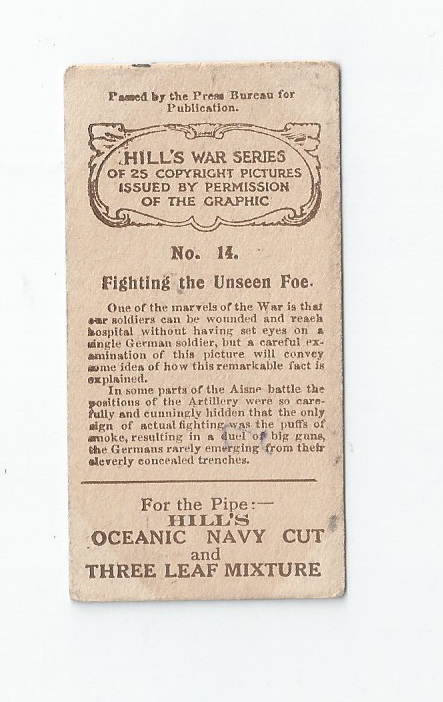 Passed by the Press Bureau for
Publication.
HILL'S WAR SERIES
OF 25 COPYRIGHT PICTURES
ISSUED BY PERMISSION
OF THE GRAPHIC
No. 14.
Fighting the Unseen Foe.
One of the marvels of the War is that
our soldiers can be wounded and reach
hospital without having set eyes on a
single German soldier, but a careful ex-
amination of this picture will convey
some idea of how this remarkable fact is
explained.
In some parts of the Aisne battle the
positions of the Artillery were so care-
fully and cunningly hidden that the only
sign of actual fighting was the puffs of
smoke, resulting in a duel of big guns,
the Germans rarely emerging from their
cleverly concealed trenches.
For the Pipe:—
HILL'S
OCEANIC NAVY CUT
and
THREE LEAF MIXTURE